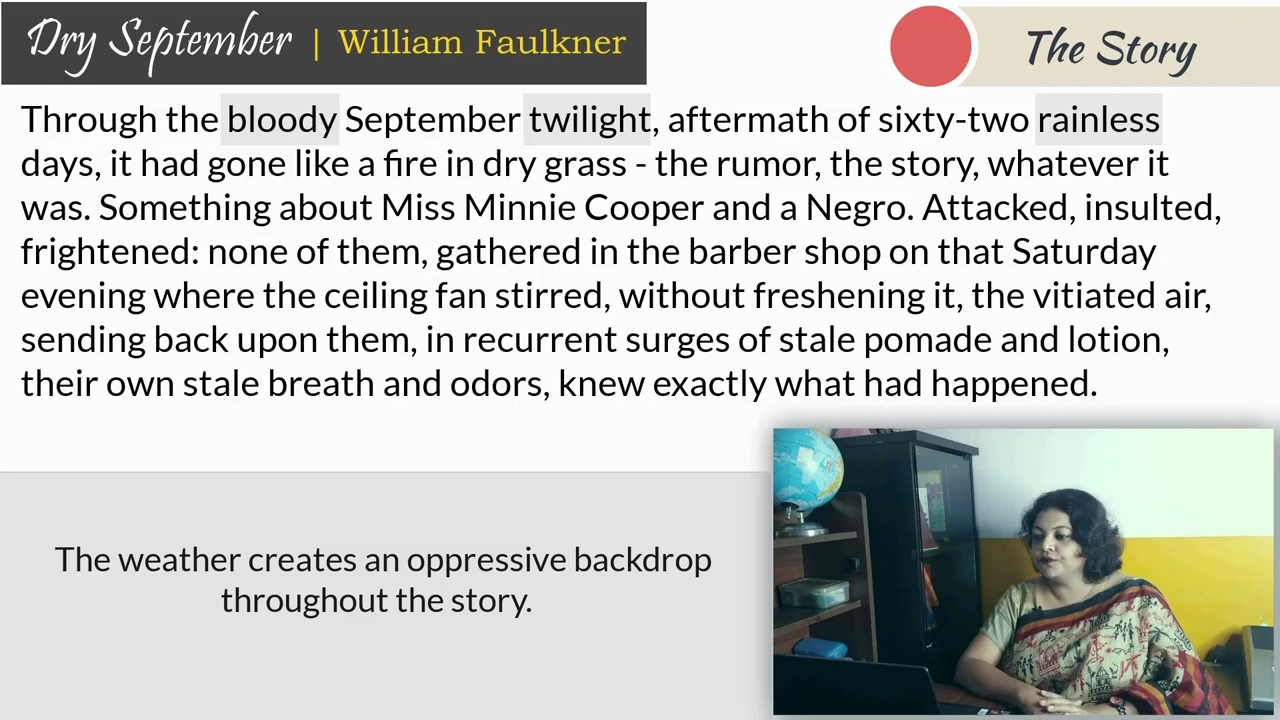 Dry September | William Faulkner
The Story
Through the bloody September twilight, aftermath of sixty-two rainless
days, it had gone like a fire in dry grass - the rumor, the story, whatever it
was. Something about Miss Minnie Cooper and a Negro. Attacked, insulted,
frightened: none of them, gathered in the barber shop on that Saturday
evening where the ceiling fan stirred, without freshening it, the vitiated air,
sending back upon them, in recurrent surges of stale pomade and lotion,
their own stale breath and odors, knew exactly what had happened.
The weather creates an oppressive backdrop
throughout the story.